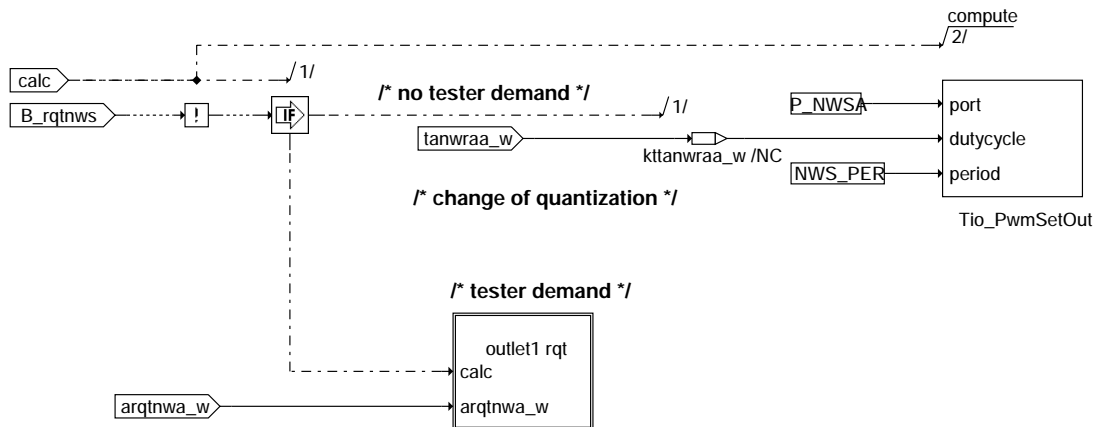 compute
2/
calc
/1/
B_rqtnws
!
IF
/* no tester demand */
/1/
P_NWSA
port
tanwraa_w
dutycycle
kttanwraa_w /NC
NWS_PER
period
/* change of quantization */
Tio_PwmSetOut
/* tester demand */
outlet1 rqt
calc
arqtnwa_w
arqtnwa_w